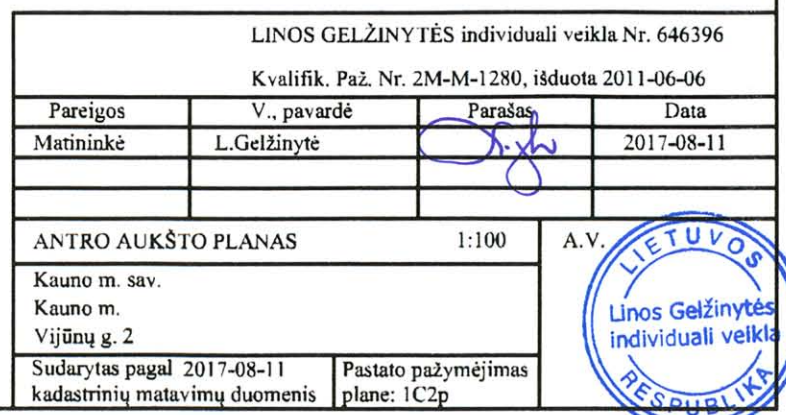 LINOS GELŽINYTĖS individuali veikla Nr. 646396
Kvalifik. Paž. Nr. 2M-M-1280, išduota 2011-06-06
Pareigos V., pavardė Parašas Data
Matininkė L.Gelžinytė 2017-08-11
ANTRO AUKŠTO PLANAS 1:100 A.V.
Kauno m. sav.
Kauno m.
Vijūnų g. 2
Sudarytas pagal 2017-08-11
kadastrinių matavimų duomenis
Pastato pažymėjimas
plane: 1C2p
LIETUVOS
Linos Gelžinytės
individuali veikla
RESPUBLIKA